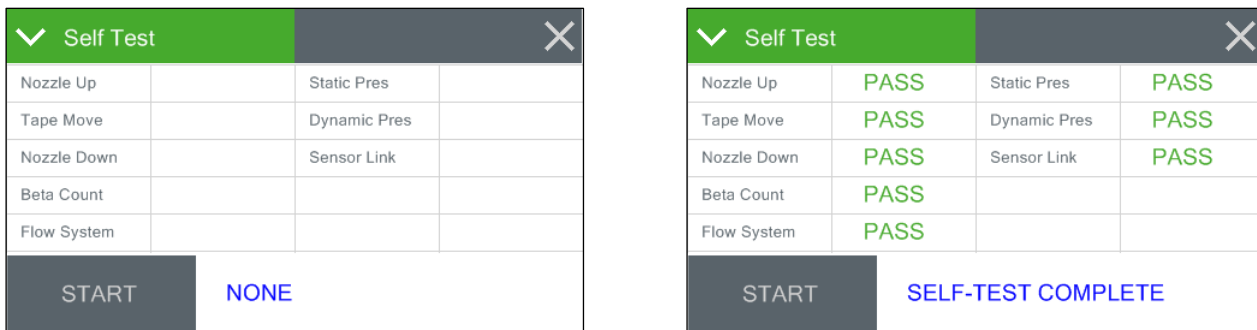 Self Test
Nozzle Up Static Pres
Tape Move Dynamic Pres
Nozzle Down Sensor Link
Beta Count
Flow System
START NONE
Self Test
Nozzle Up PASS Static Pres PASS
Tape Move PASS Dynamic Pres PASS
Nozzle Down PASS Sensor Link PASS
Beta Count PASS
Flow System PASS
START SELF-TEST COMPLETE